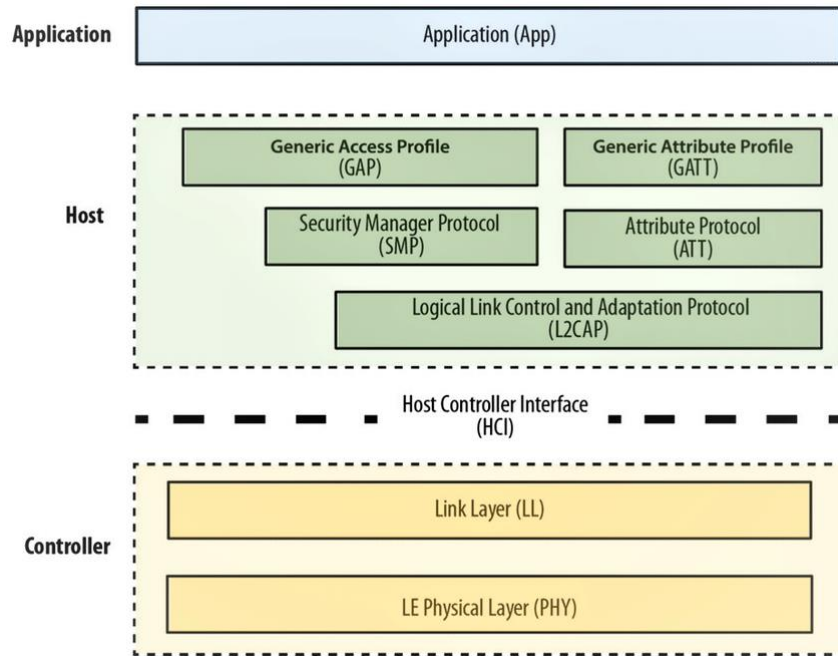 Application
Application (App)
Generic Access Profile
(GAP)
Generic Attribute Profile
(GATT)
Host
Security Manager Protocol
(SMP)
Attribute Protocol
(ATT)
Logical Link Control and Adaptation Protocol
(L2CAP)
Host Controller Interface
(HCI)
Link Layer (LL)
Controller
LE Physical Layer (PHY)